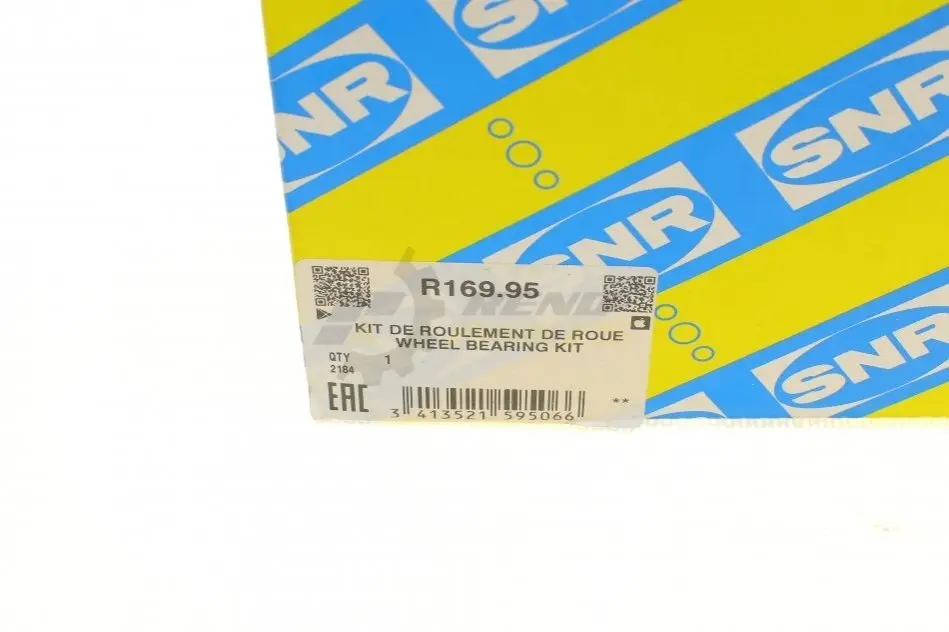 SNR
SNR
SNR
SNR
R169.95
KIT DE ROULEMENT DE ROUE
WHEEL BEARING KIT
QTY 1
2184
EAC
**
3 413521 595066